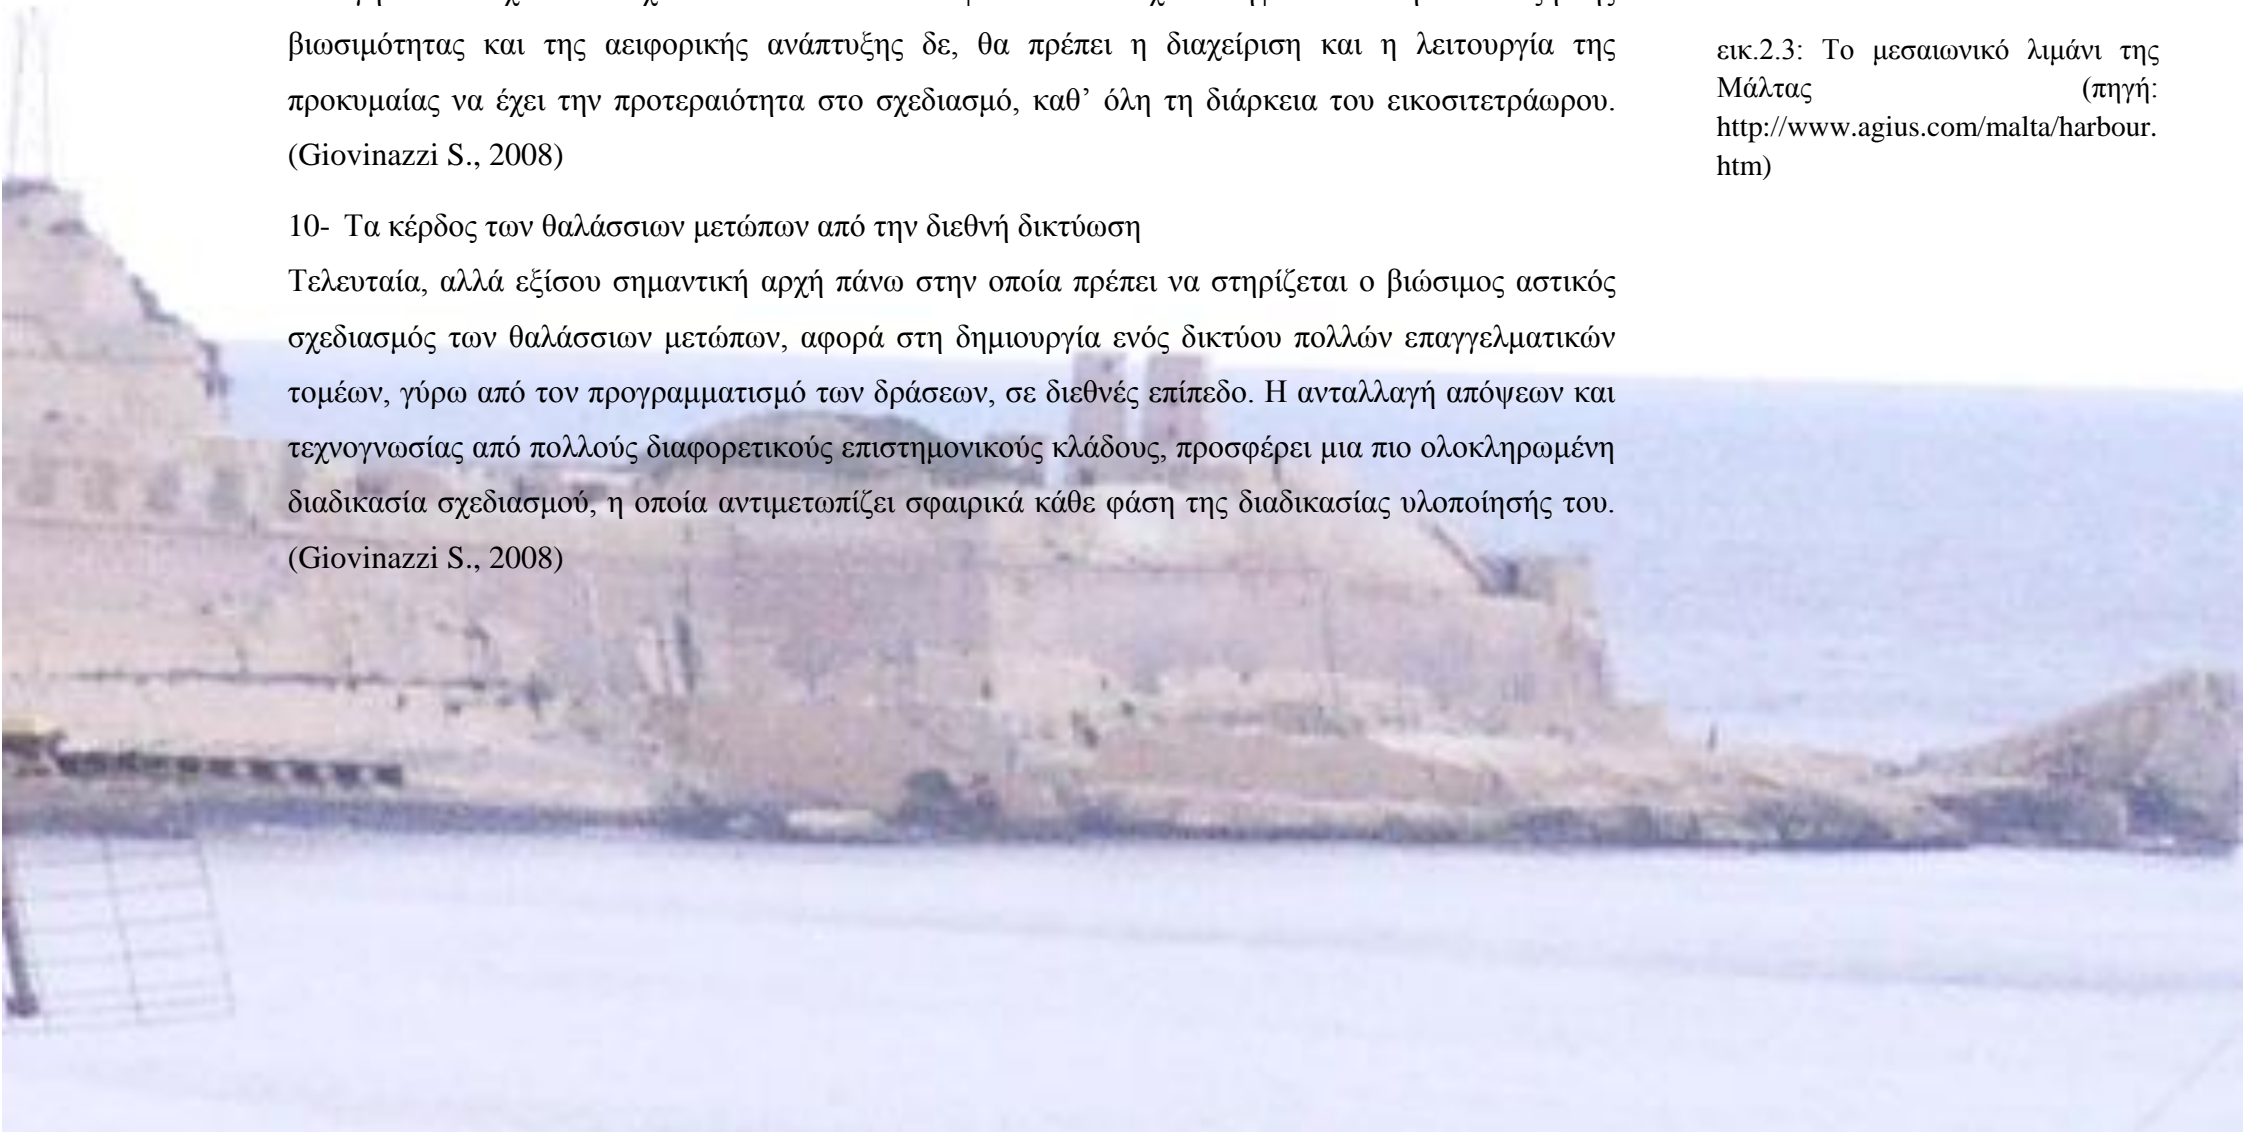 βιωσιμότητας και της αειφορικής ανάπτυξης δε, θα πρέπει η διαχείριση και η λειτουργία της
προκυμαίας να έχει την προτεραιότητα στο σχεδιασμό, καθ’ όλη τη διάρκεια του εικοσιτετράωρου.
(Giovinazzi S., 2008)
10- Τα κέρδος των θαλάσσιων μετώπων από την διεθνή δικτύωση
Τελευταία, αλλά εξίσου σημαντική αρχή πάνω στην οποία πρέπει να στηρίζεται ο βιώσιμος αστικός
σχεδιασμός των θαλάσσιων μετώπων, αφορά στη δημιουργία ενός δικτύου πολλών επαγγελματικών
τομέων, γύρω από τον προγραμματισμό των δράσεων, σε διεθνές επίπεδο. Η ανταλλαγή απόψεων και
τεχνογνωσίας από πολλούς διαφορετικούς επιστημονικούς κλάδους, προσφέρει μια πιο ολοκληρωμένη
διαδικασία σχεδιασμού, η οποία αντιμετωπίζει σφαιρικά κάθε φάση της διαδικασίας υλοποίησής του.
(Giovinazzi S., 2008)
εικ.2.3: Το μεσαιωνικό λιμάνι της
Μάλτας (πηγή:
http://www.agius.com/malta/harbour.
htm)